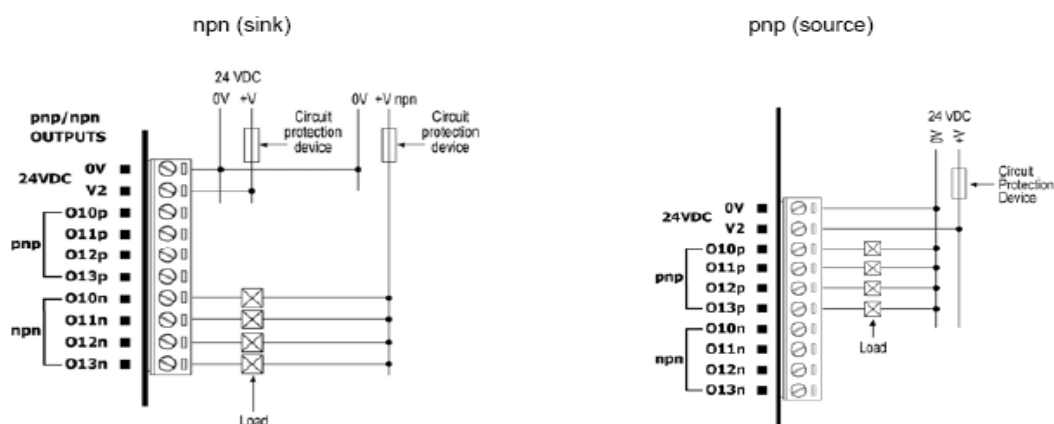 npn (sink)
pnp (source)
24 VDC
0V +V
0V +V npn
pnp/npn
OUTPUTS
Circuit
protection
device
Circuit
protection
device
24VDC
0V
V2
pnp
O10p
O11p
O12p
O13p
npn
O10n
O11n
O12n
O13n
Load
24 VDC
0V +V
Circuit
Protection
Device
24VDC
0V
V2
pnp
O10p
O11p
O12p
O13p
npn
O10n
O11n
O12n
O13n
Load